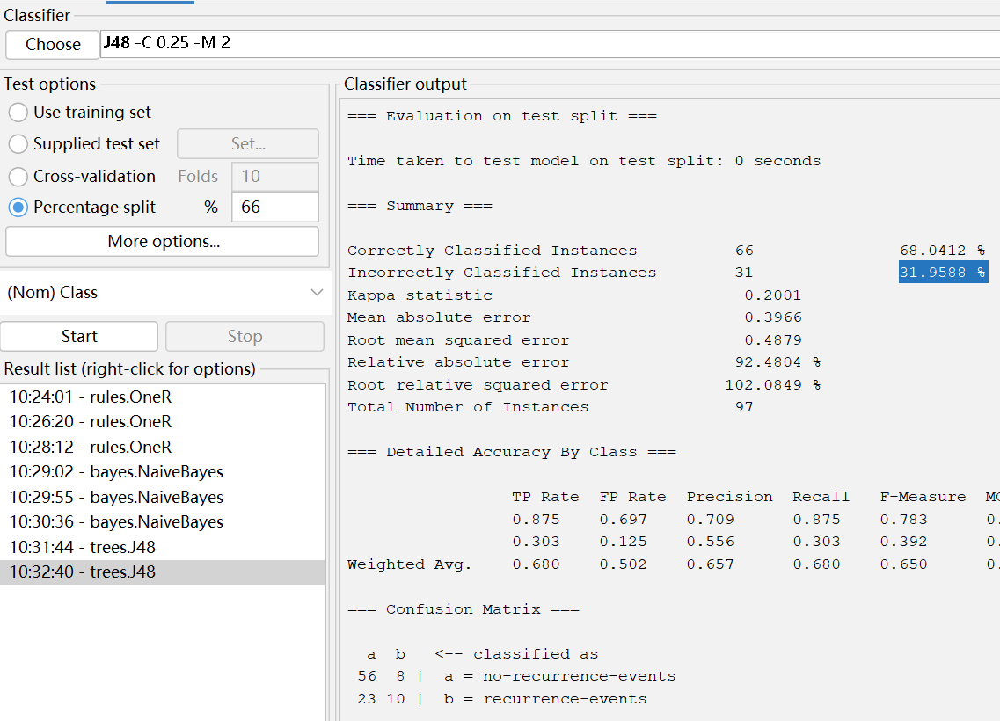 Classifier
Choose J48 -C 0.25 -M 2
Test options
Use training set
Supplied test set Set...
Cross-validation Folds 10
Percentage split % 66
More options...
(Nom) Class
Start Stop
Result list (right-click for options)
10:24:01 - rules.OneR
10:26:20 - rules.OneR
10:28:12 - rules.OneR
10:29:02 - bayes.NaiveBayes
10:29:55 - bayes.NaiveBayes
10:30:36 - bayes.NaiveBayes
10:31:44 - trees.J48
10:32:40 - trees.J48
Classifier output
=== Evaluation on test split ===
Time taken to test model on test split: 0 seconds
=== Summary ===
Correctly Classified Instances 66 68.0412 %
Incorrectly Classified Instances 31 31.9588 %
Kappa statistic 0.2001
Mean absolute error 0.3966
Root mean squared error 0.4879
Relative absolute error 92.4804 %
Root relative squared error 102.0849 %
Total Number of Instances 97
=== Detailed Accuracy By Class ===
TP Rate FP Rate Precision Recall F-Measure
0.875 0.697 0.709 0.875 0.783
0.303 0.125 0.556 0.303 0.392
Weighted Avg. 0.680 0.502 0.657 0.680 0.650
=== Confusion Matrix ===
a b <-- classified as
56 8 | a = no-recurrence-events
23 10 | b = recurrence-events